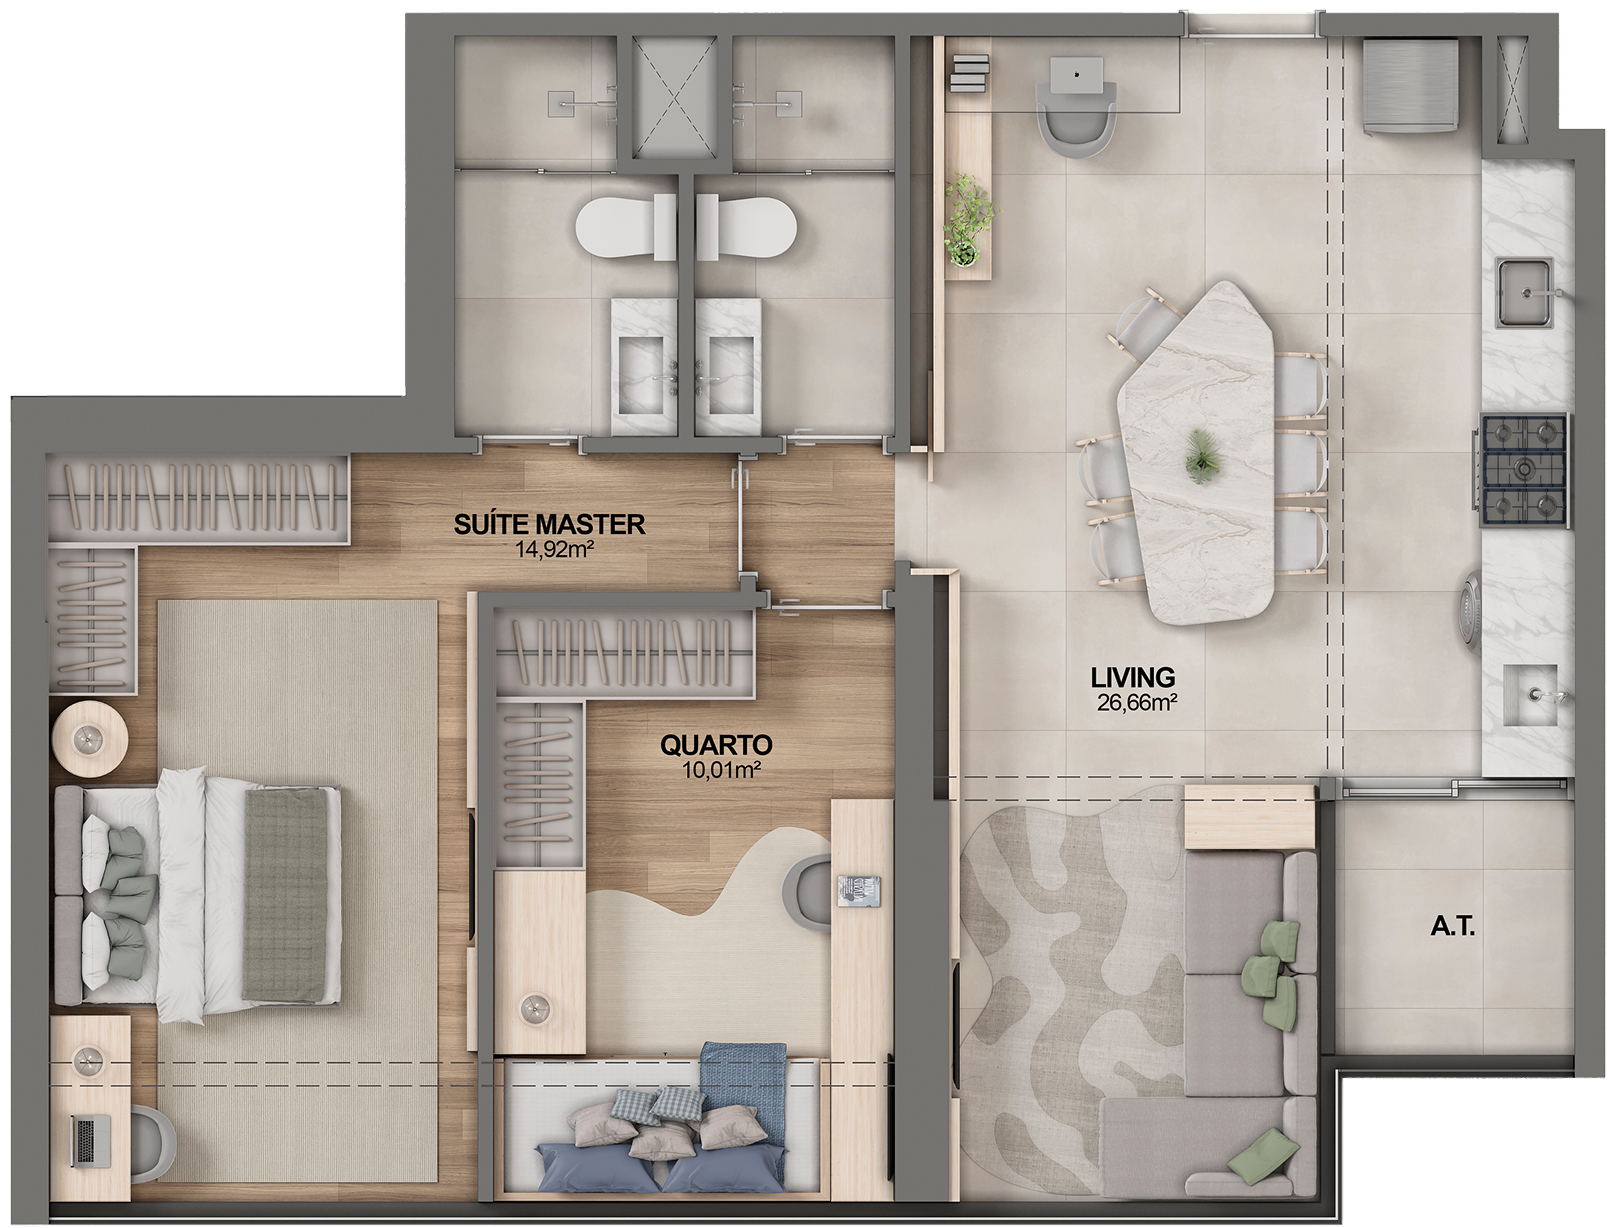 SUÍTE MASTER
14,92m²
LIVING
26,66m²
QUARTO
10,01m²
A.T.